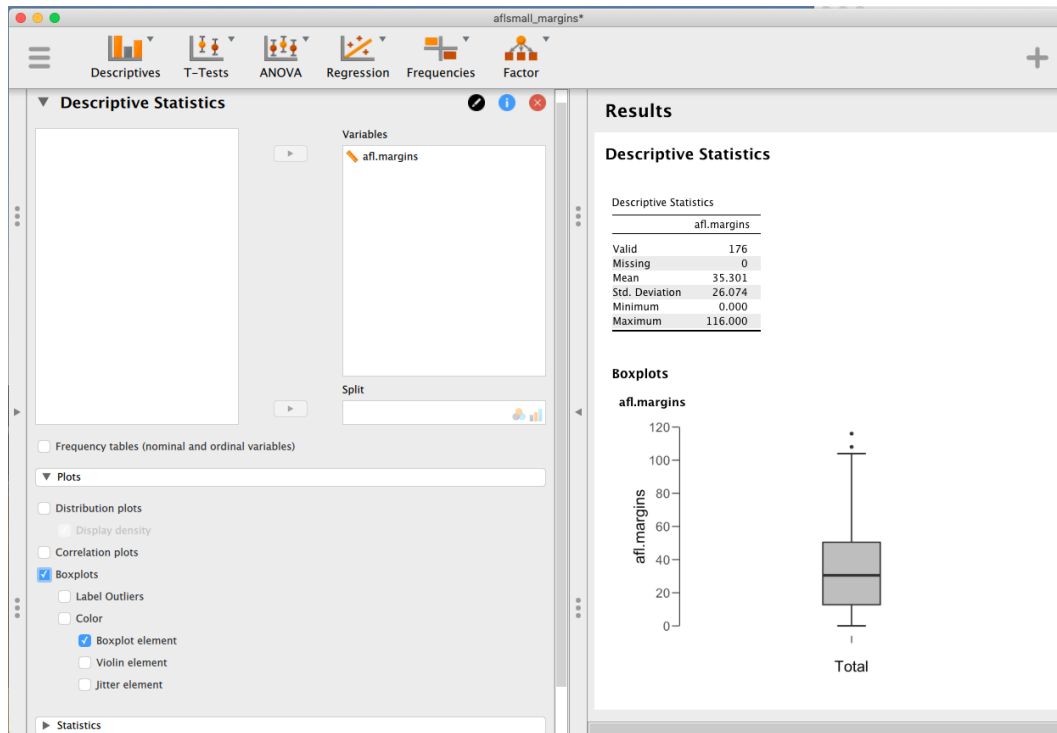 aflsmall_margins*
Descriptives T-Tests ANOVA Regression Frequencies Factor
Descriptive Statistics
Variables
afl.margins
Split
Frequency tables (nominal and ordinal variables)
Plots
Distribution plots
Display density
Correlation plots
Boxplots
Label Outliers
Color
Boxplot element
Violin element
Jitter element
Statistics
Results
Descriptive Statistics
Descriptive Statistics
afl.margins
Valid 176
Missing 0
Mean 35.301
Std. Deviation 26.074
Minimum 0.000
Maximum 116.000
Boxplots
afl.margins
120
100
80
60
40
20
0
afl.margins
Total